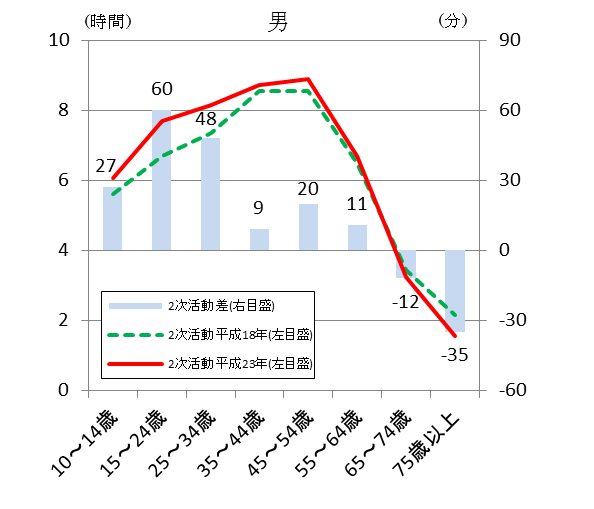 (時間) 男 (分)
10 90
8 60
6 30
4 0
2 -30
0 -60
27 60 48 9 20 11 -12 -35
2次活動 差(右目盛)
2次活動 平成18年(左目盛)
2次活動 平成23年(左目盛)
10～14歳
15～24歳
25～34歳
35～44歳
45～54歳
55～64歳
65～74歳
75歳以上